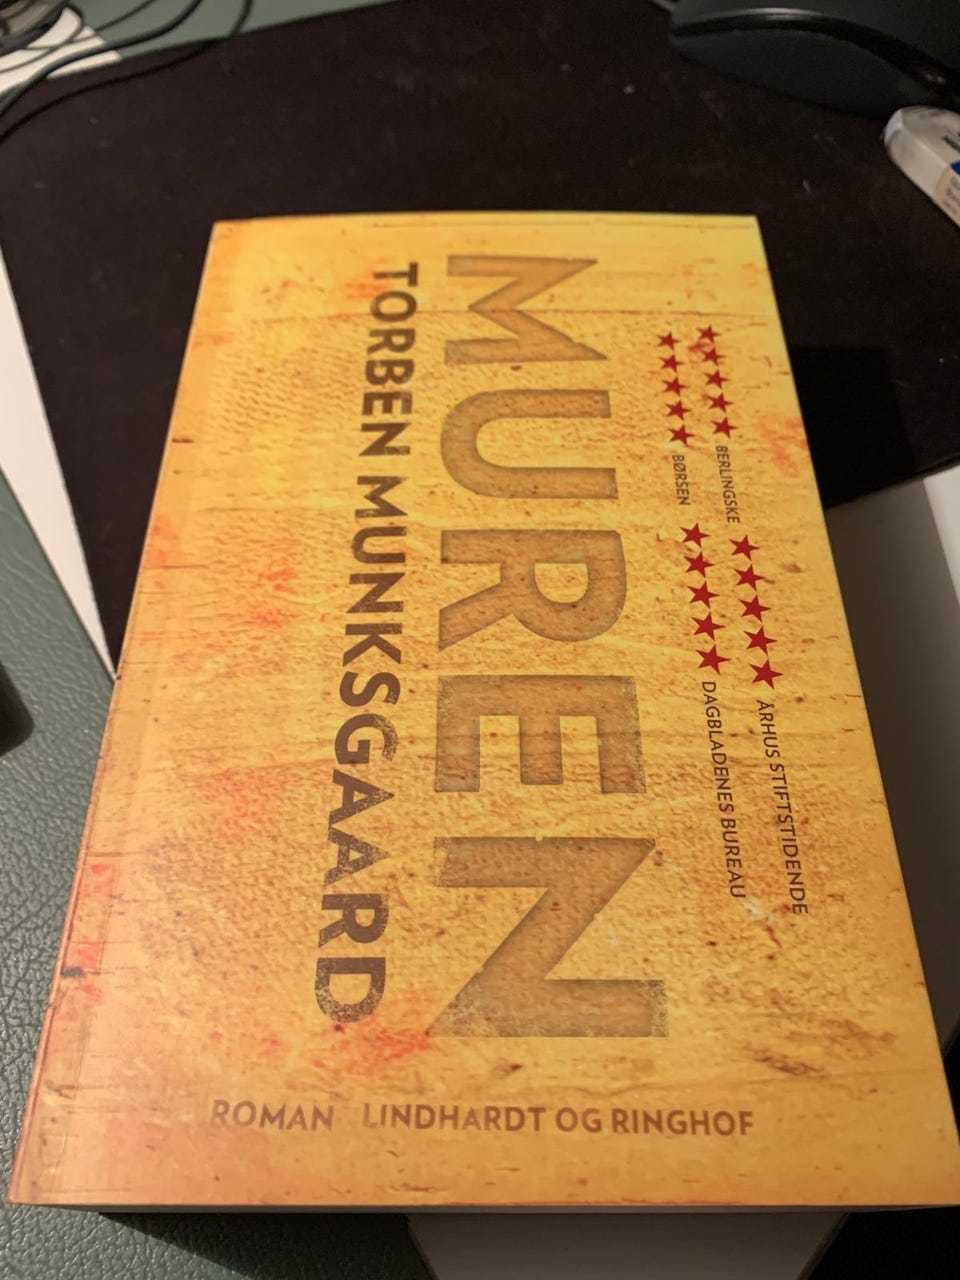 BERLINGSKE ÅRHUS STIFTSTIDENDE
BØRSEN DAGBLADENES BUREAU
MUREN
TORBEN MUNKSGAARD
ROMAN LINDHARDT OG RINGHOF